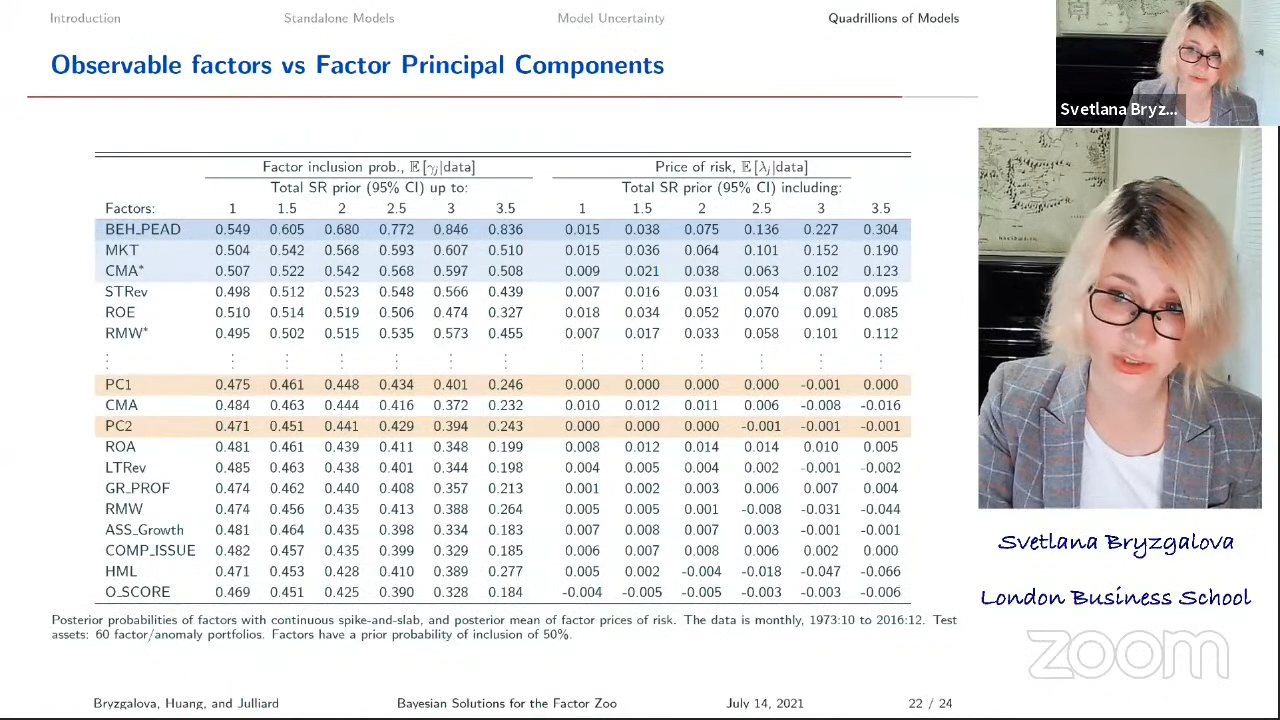 Introduction Standalone Models Model Uncertainty Quadrillions of Models
Observable factors vs Factor Principal Components
Factor inclusion prob., 𝔼[γj|data] Price of risk, 𝔼[λj|data]
Total SR prior (95% CI) up to: Total SR prior (95% CI) including:
Factors: 1 1.5 2 2.5 3 3.5 1 1.5 2 2.5 3 3.5
BEH_PEAD 0.549 0.605 0.680 0.772 0.846 0.836 0.015 0.038 0.075 0.136 0.227 0.304
MKT 0.504 0.542 0.568 0.593 0.607 0.510 0.015 0.036 0.064 0.101 0.152 0.190
CMA* 0.507 0.522 0.542 0.568 0.597 0.508 0.009 0.021 0.038 0.063 0.102 0.123
STRev 0.498 0.512 0.523 0.548 0.566 0.439 0.007 0.016 0.031 0.054 0.087 0.095
ROE 0.510 0.514 0.519 0.506 0.474 0.327 0.018 0.034 0.052 0.070 0.091 0.085
RMW* 0.495 0.502 0.515 0.535 0.573 0.455 0.007 0.017 0.033 0.058 0.101 0.112
⋮ ⋮ ⋮ ⋮ ⋮ ⋮ ⋮ ⋮ ⋮ ⋮ ⋮ ⋮ ⋮
PC1 0.475 0.461 0.448 0.434 0.401 0.246 0.000 0.000 0.000 0.000 -0.001 0.000
CMA 0.484 0.463 0.444 0.416 0.372 0.232 0.010 0.012 0.011 0.006 -0.008 -0.016
PC2 0.471 0.451 0.441 0.429 0.394 0.243 0.000 0.000 0.000 -0.001 -0.001 -0.001
ROA 0.481 0.461 0.439 0.411 0.348 0.199 0.008 0.012 0.014 0.014 0.010 0.005
LTRev 0.485 0.463 0.438 0.401 0.344 0.198 0.004 0.005 0.004 0.002 -0.001 -0.002
GR_PROF 0.474 0.462 0.440 0.408 0.357 0.213 0.001 0.002 0.003 0.006 0.007 0.004
RMW 0.474 0.456 0.435 0.413 0.388 0.264 0.005 0.005 0.001 -0.008 -0.031 -0.044
ASS_Growth 0.481 0.464 0.435 0.398 0.334 0.183 0.007 0.008 0.007 0.003 -0.001 -0.001
COMP_ISSUE 0.482 0.457 0.435 0.399 0.329 0.185 0.006 0.007 0.008 0.006 0.002 0.000
HML 0.471 0.453 0.428 0.410 0.389 0.277 0.005 0.002 -0.004 -0.018 -0.047 -0.066
O_SCORE 0.469 0.451 0.425 0.390 0.328 0.184 -0.004 -0.005 -0.005 -0.003 -0.003 -0.006
Posterior probabilities of factors with continuous spike-and-slab, and posterior mean of factor prices of risk. The data is monthly, 1973:10 to 2016:12. Test
assets: 60 factor/anomaly portfolios. Factors have a prior probability of inclusion of 50%.
Bryzgalova, Huang, and Julliard Bayesian Solutions for the Factor Zoo July 14, 2021 22 / 24
Svetlana Bryz...
Svetlana Bryzgalova
London Business School
zoom